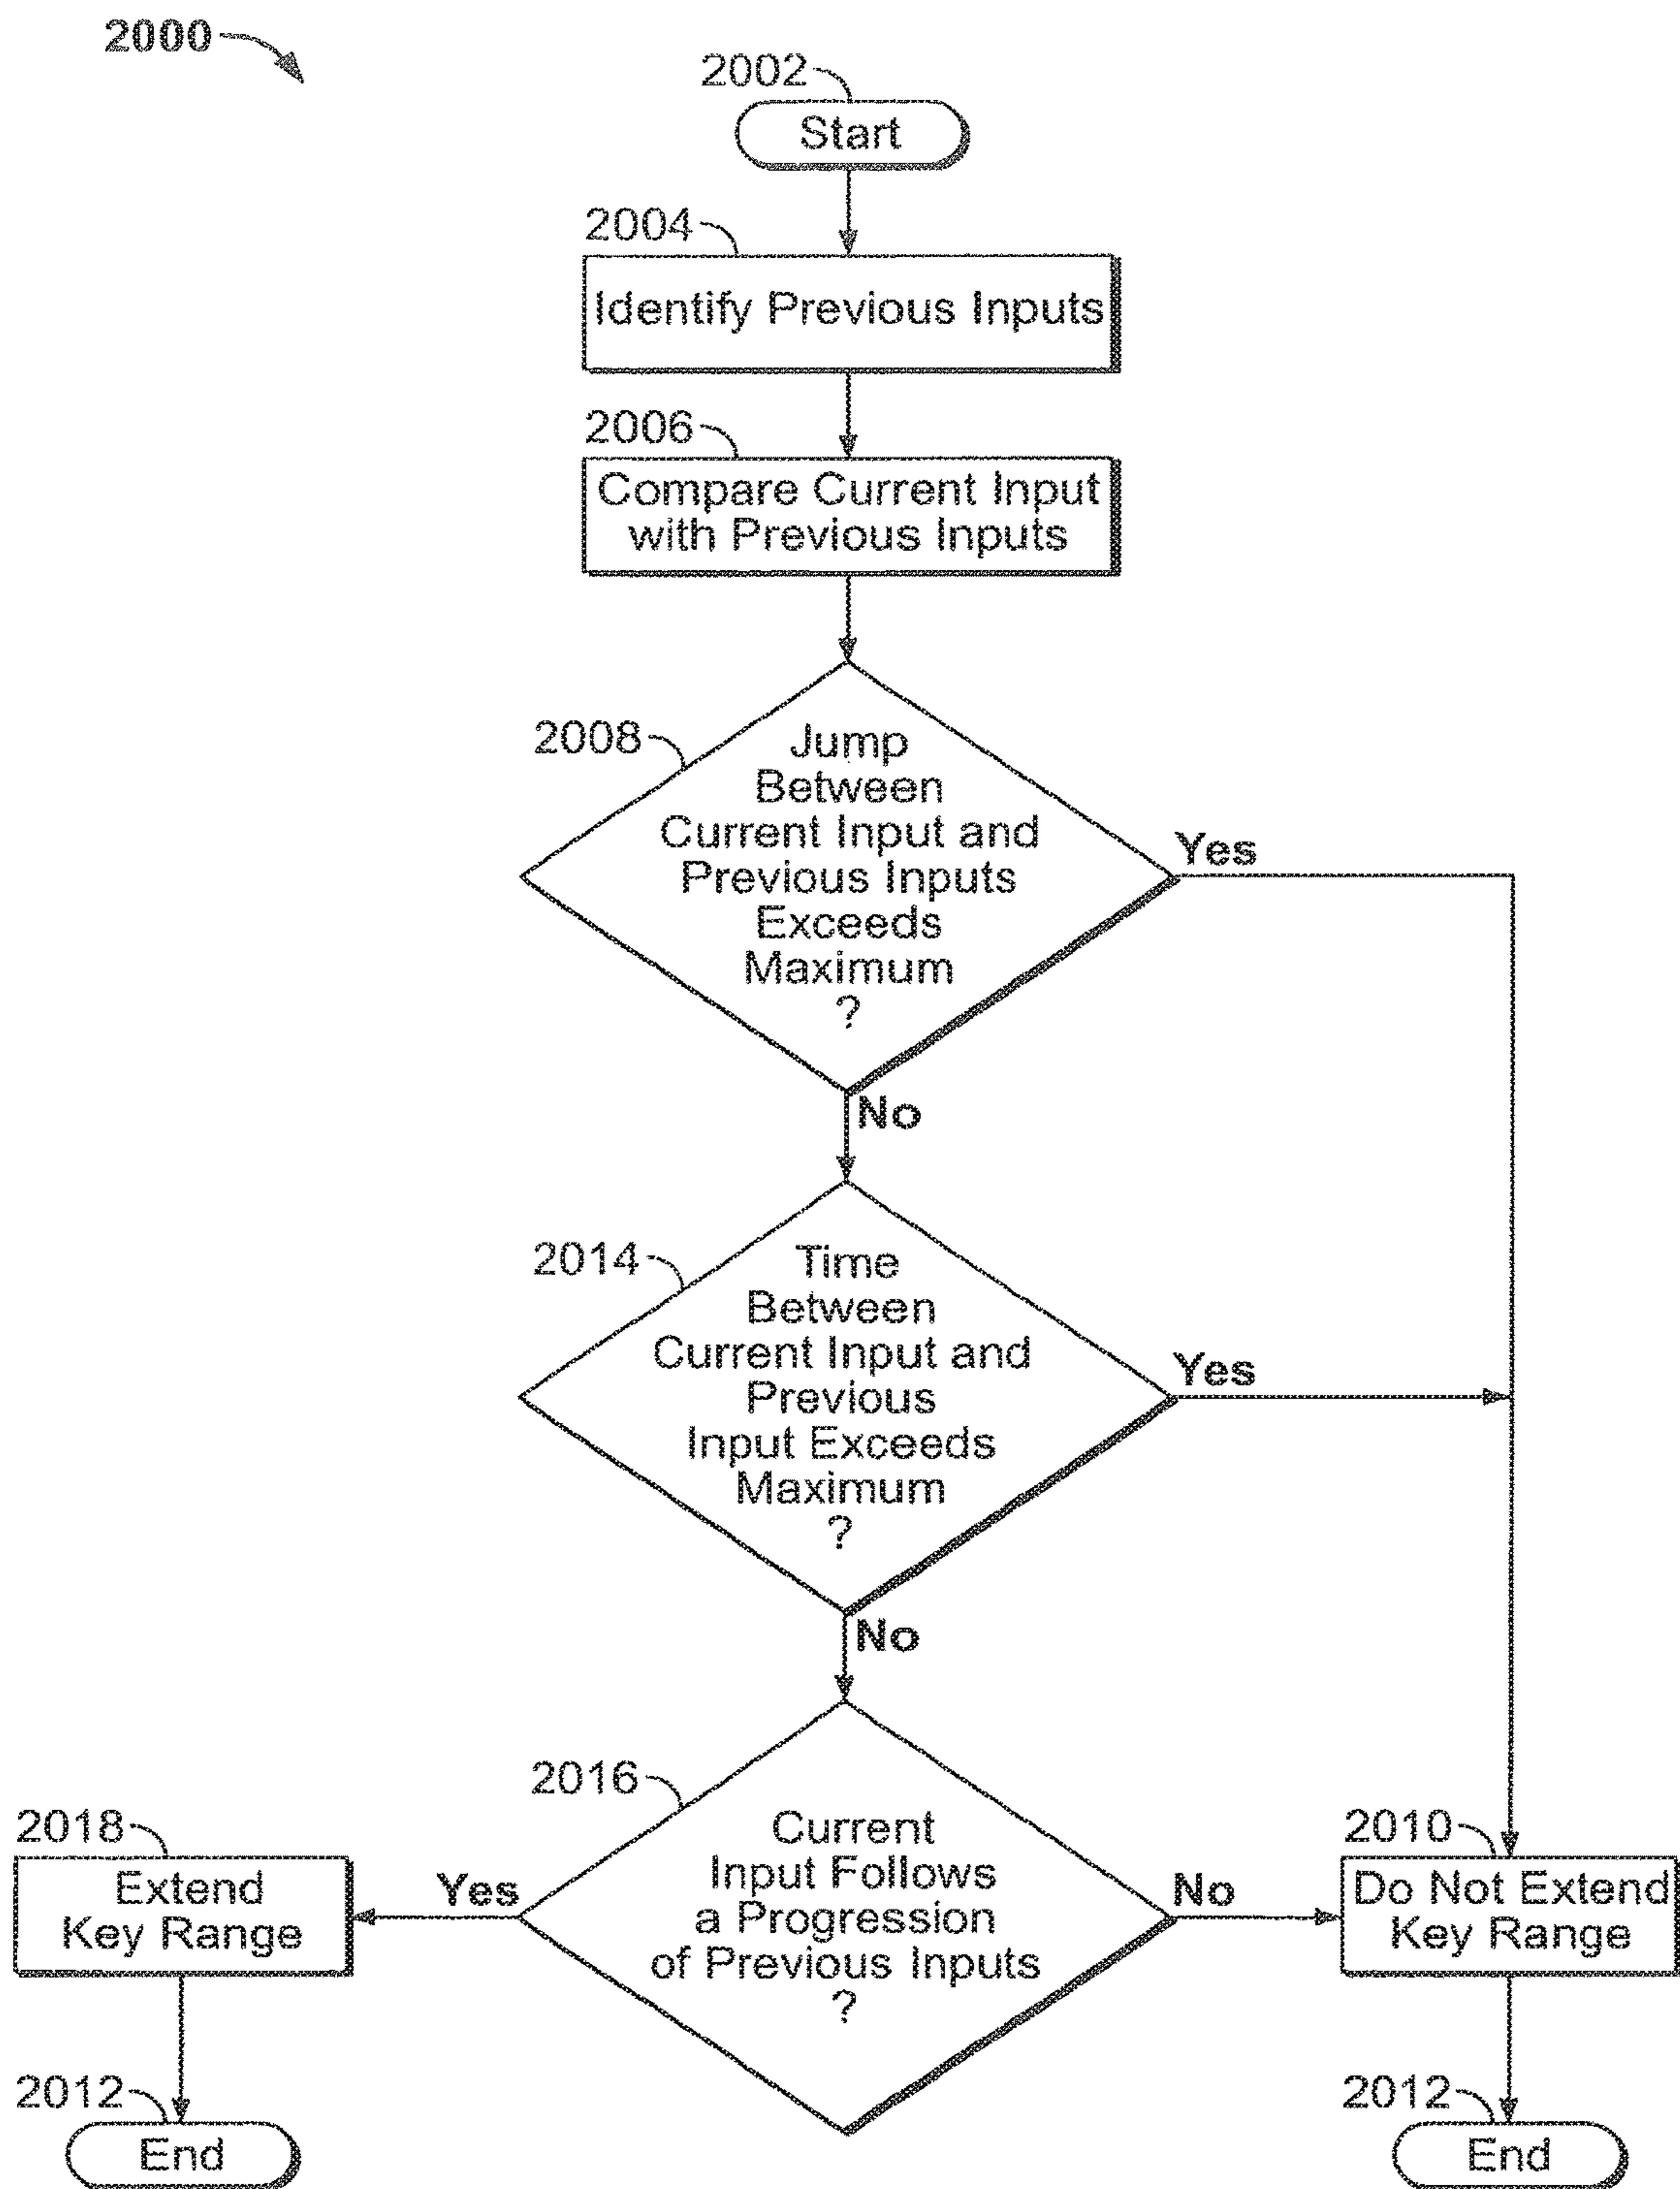 2000
2002
Start
2004
Identify Previous Inputs
2006
Compare Current Input
with Previous Inputs
2008
Jump
Between
Current Input and
Previous Inputs
Exceeds
Maximum
?
Yes
No
2014
Time
Between
Current Input and
Previous
Input Exceeds
Maximum
?
Yes
No
2016
Current
Input Follows
a Progression
of Previous Inputs
?
Yes
No
2018
Extend
Key Range
2010
Do Not Extend
Key Range
2012
End
2012
End